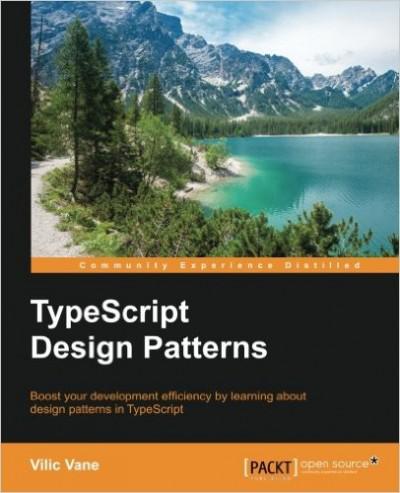 Community Experience Distilled
TypeScript
Design Patterns
Boost your development efficiency by learning about
design patterns in TypeScript
Vilic Vane
[PACKT] open source*
PUBLISHING